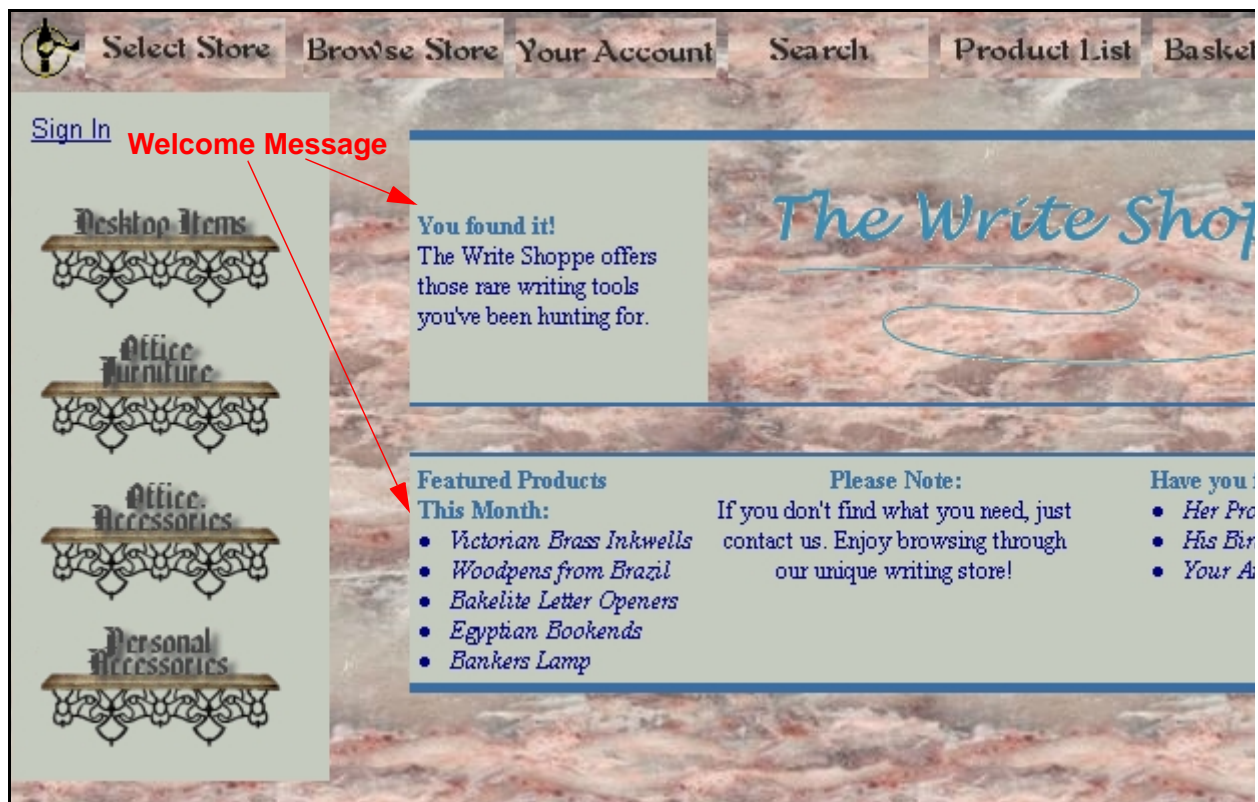 Select Store Browse Store Your Account Search Product List Basket
Sign In
Welcome Message
Desktop Items
Office
Furniture
Office
Accessories
Personal
Accessories
You found it!
The Write Shoppe offers
those rare writing tools
you've been hunting for.
The Write Shop
Featured Products
This Month:
Victorian Brass Inkwells
Woodpens from Brazil
Bakelite Letter Openers
Egyptian Bookends
Bankers Lamp
Please Note:
If you don't find what you need, just
contact us. Enjoy browsing through
our unique writing store!
Have you
Her
His
Your